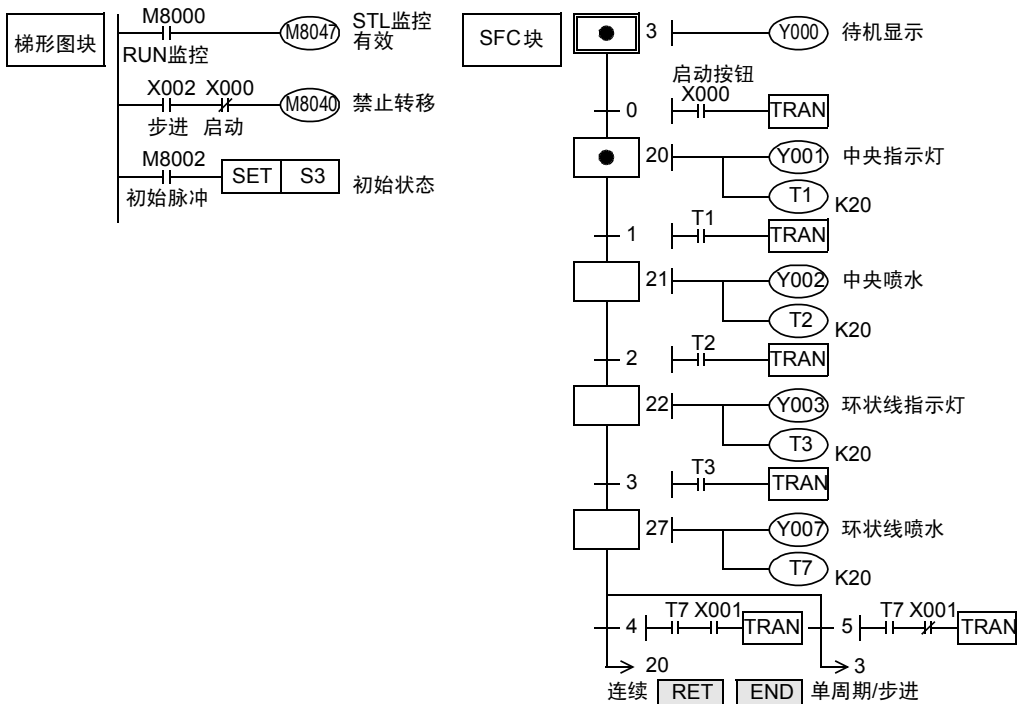 梯形图块
M8000
RUN监控
M8047
STL监控
有效
X002 X000
步进 启动
M8040
禁止转移
M8002
初始脉冲
SET S3
初始状态
SFC块
3
Y000
待机显示
启动按钮
0
X000
TRAN
20
Y001
中央指示灯
T1
K20
1
T1
TRAN
21
Y002
中央喷水
T2
K20
2
T2
TRAN
22
Y003
环状线指示灯
T3
K20
3
T3
TRAN
27
Y007
环状线喷水
T7
K20
4
T7 X001
TRAN
5
T7 X001
TRAN
20
3
连续 RET END 单周期/步进